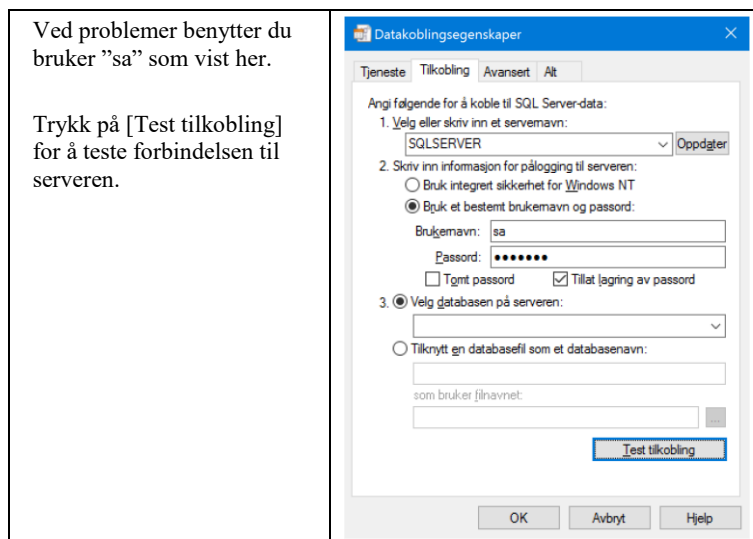 Ved problemer benytter du
bruker ”sa” som vist her.
Trykk på [Test tilkobling]
for å teste forbindelsen til
serveren.
Datakoblingsegenskaper
Tjeneste Tilkobling Avansert Alt
Angi følgende for å koble til SQL Server-data:
1. Velg eller skriv inn et servernavn:
SQLSERVER Oppdater
2. Skriv inn informasjon for pålogging til serveren:
Bruk integrert sikkerhet for Windows NT
Bruk et bestemt brukernavn og passord:
Brukernavn: sa
Passord: •••••••
Tomt passord Tillat lagring av passord
3. Velg databasen på serveren:
Tilknytt en databasefil som et databasenavn:
som bruker filnavnet:
...
Test tilkobling
OK Avbryt Hjelp